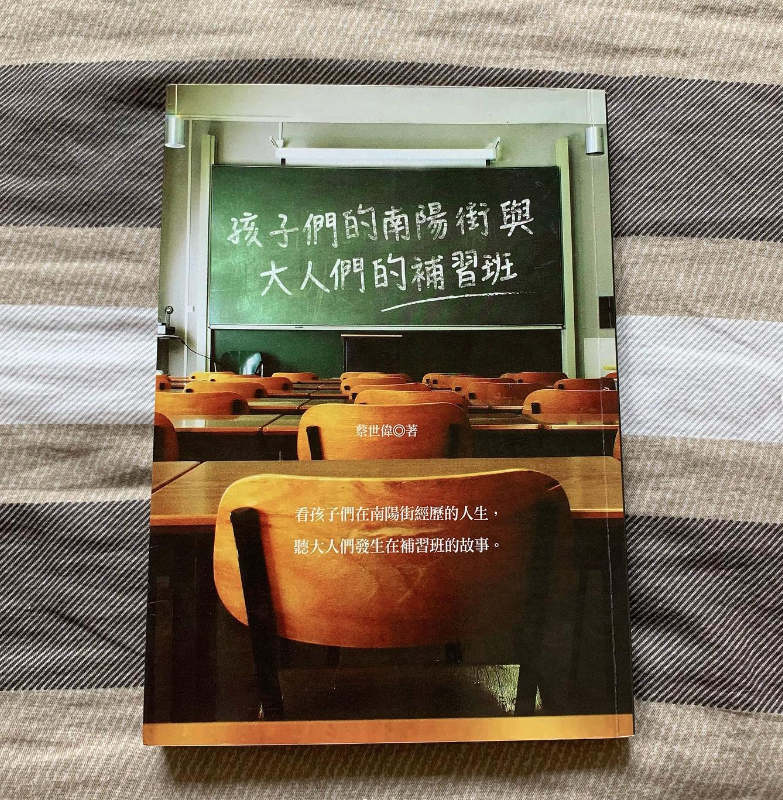 孩子們的南陽街與
大人們的補習班
蔡世偉◎著
看孩子們在南陽街經歷的人生，
聽大人們發生在補習班的故事。